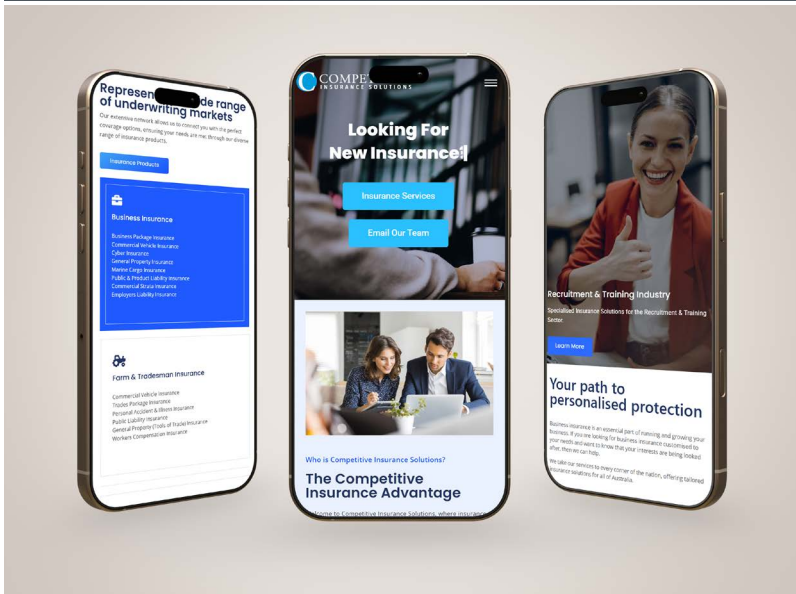 Represen de range
of underwriting markets
Our extensive network allows us to connect you with the perfect
coverage options, ensuring your needs are met through our diverse
range of insurance products.
Insurance Products
Business Insurance
Business Package Insurance
Commercial Vehicle Insurance
Cyber Insurance
General Property Insurance
Marine Cargo Insurance
Public & Product Liability Insurance
Commercial Strata Insurance
Employers Liability Insurance
Farm & Tradesman Insurance
Commercial Vehicle Insurance
Trades Package Insurance
Personal Accident & Illness Insurance
Public Liability Insurance
General Property (Tools of Trade) Insurance
Workers Compensation Insurance
C COMPET
INSURANCE SOLUTIONS
Looking For
New Insurance?
Insurance Services
Email Our Team
Who is Competitive Insurance Solutions?
The Competitive
Insurance Advantage
elcome to Competitive Insurance Solutions, where insurance
Recruitment & Training Industry
Specialised Insurance Solutions for the Recruitment & Training
Sector.
Learn More
Your path to
personalised protection
Business insurance is an essential part of running and growing your
business. If you are looking for business insurance customised to
your needs and want to know that your interests are being looked
after, then we can help.
We take our services to every corner of the nation, offering tailored
insurance solutions for all of Australia.